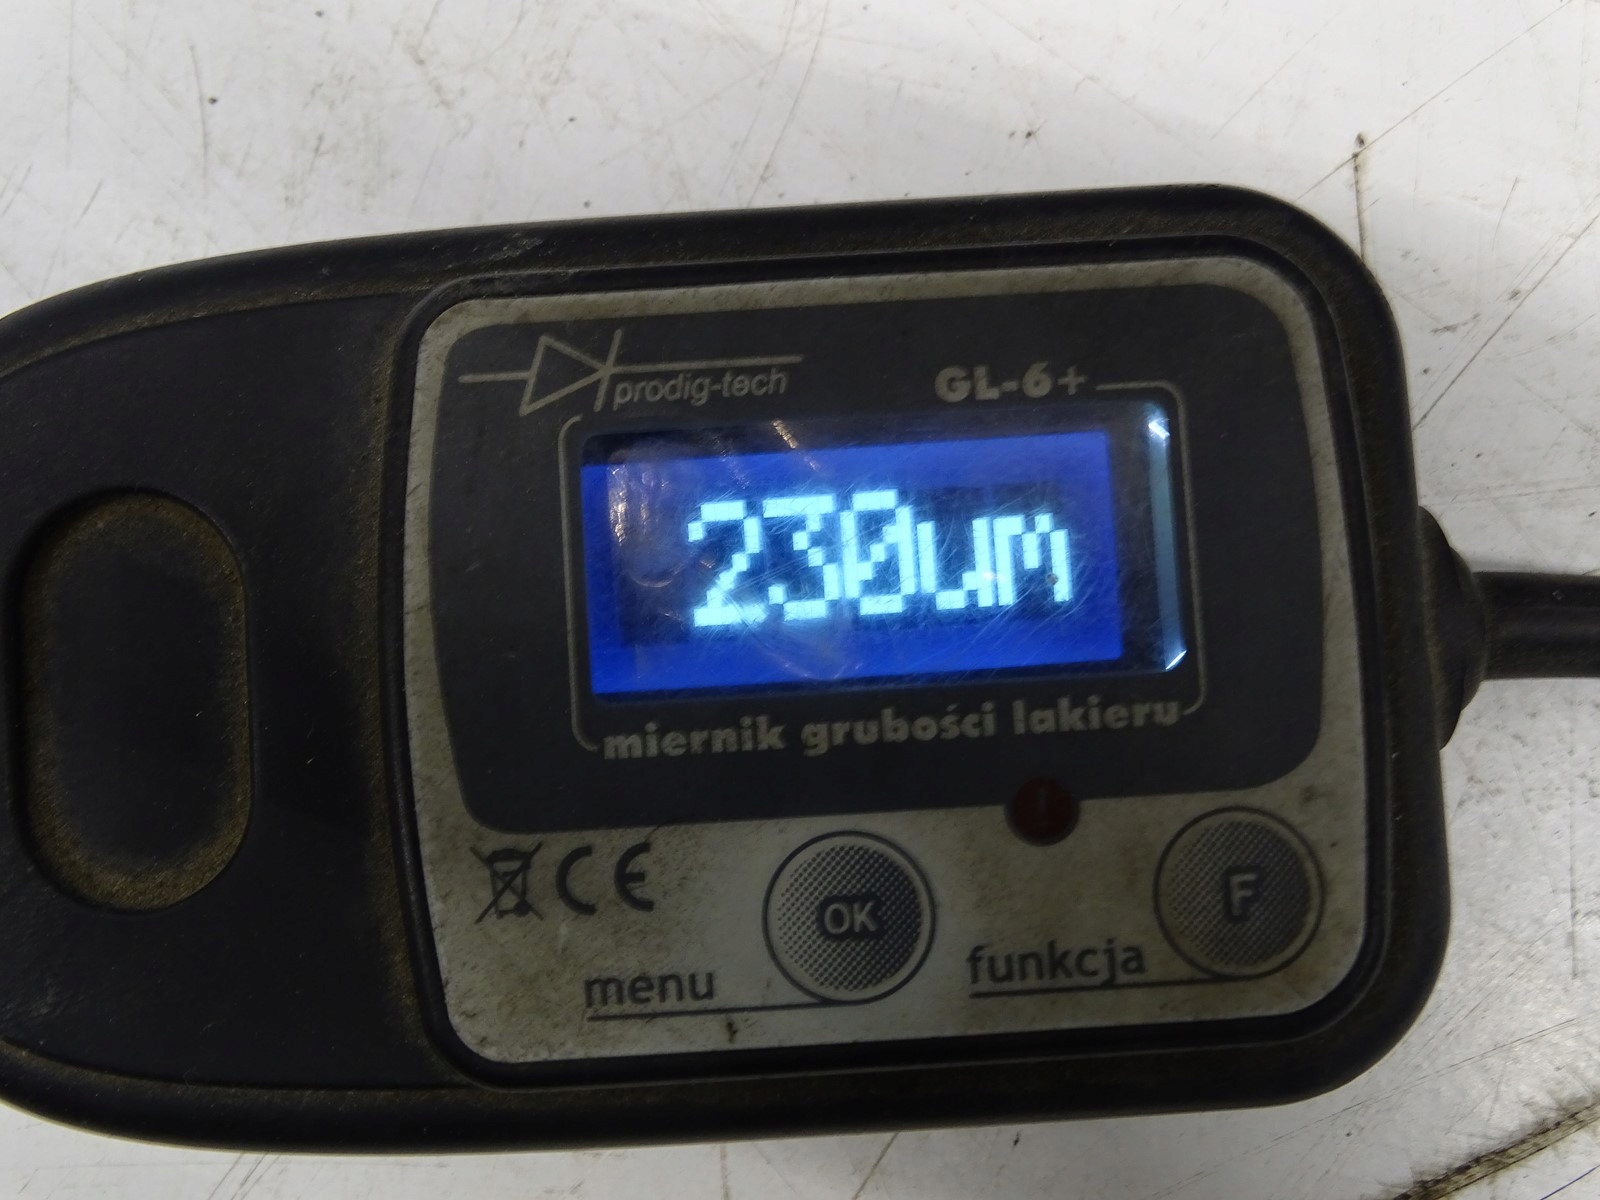 prodig-tech
GL-6+
230um
miernik grubości lakieru
!
CE
OK
F
menu
funkcja